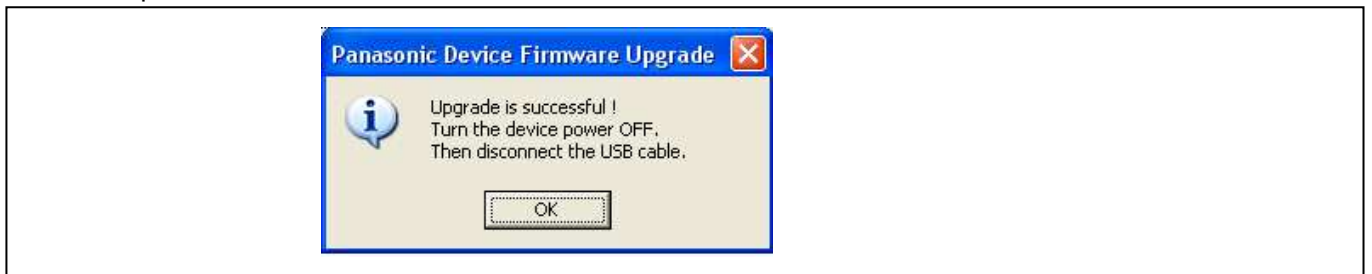 Panasonic Device Firmware Upgrade
Upgrade is successful !
Turn the device power OFF.
Then disconnect the USB cable.
OK